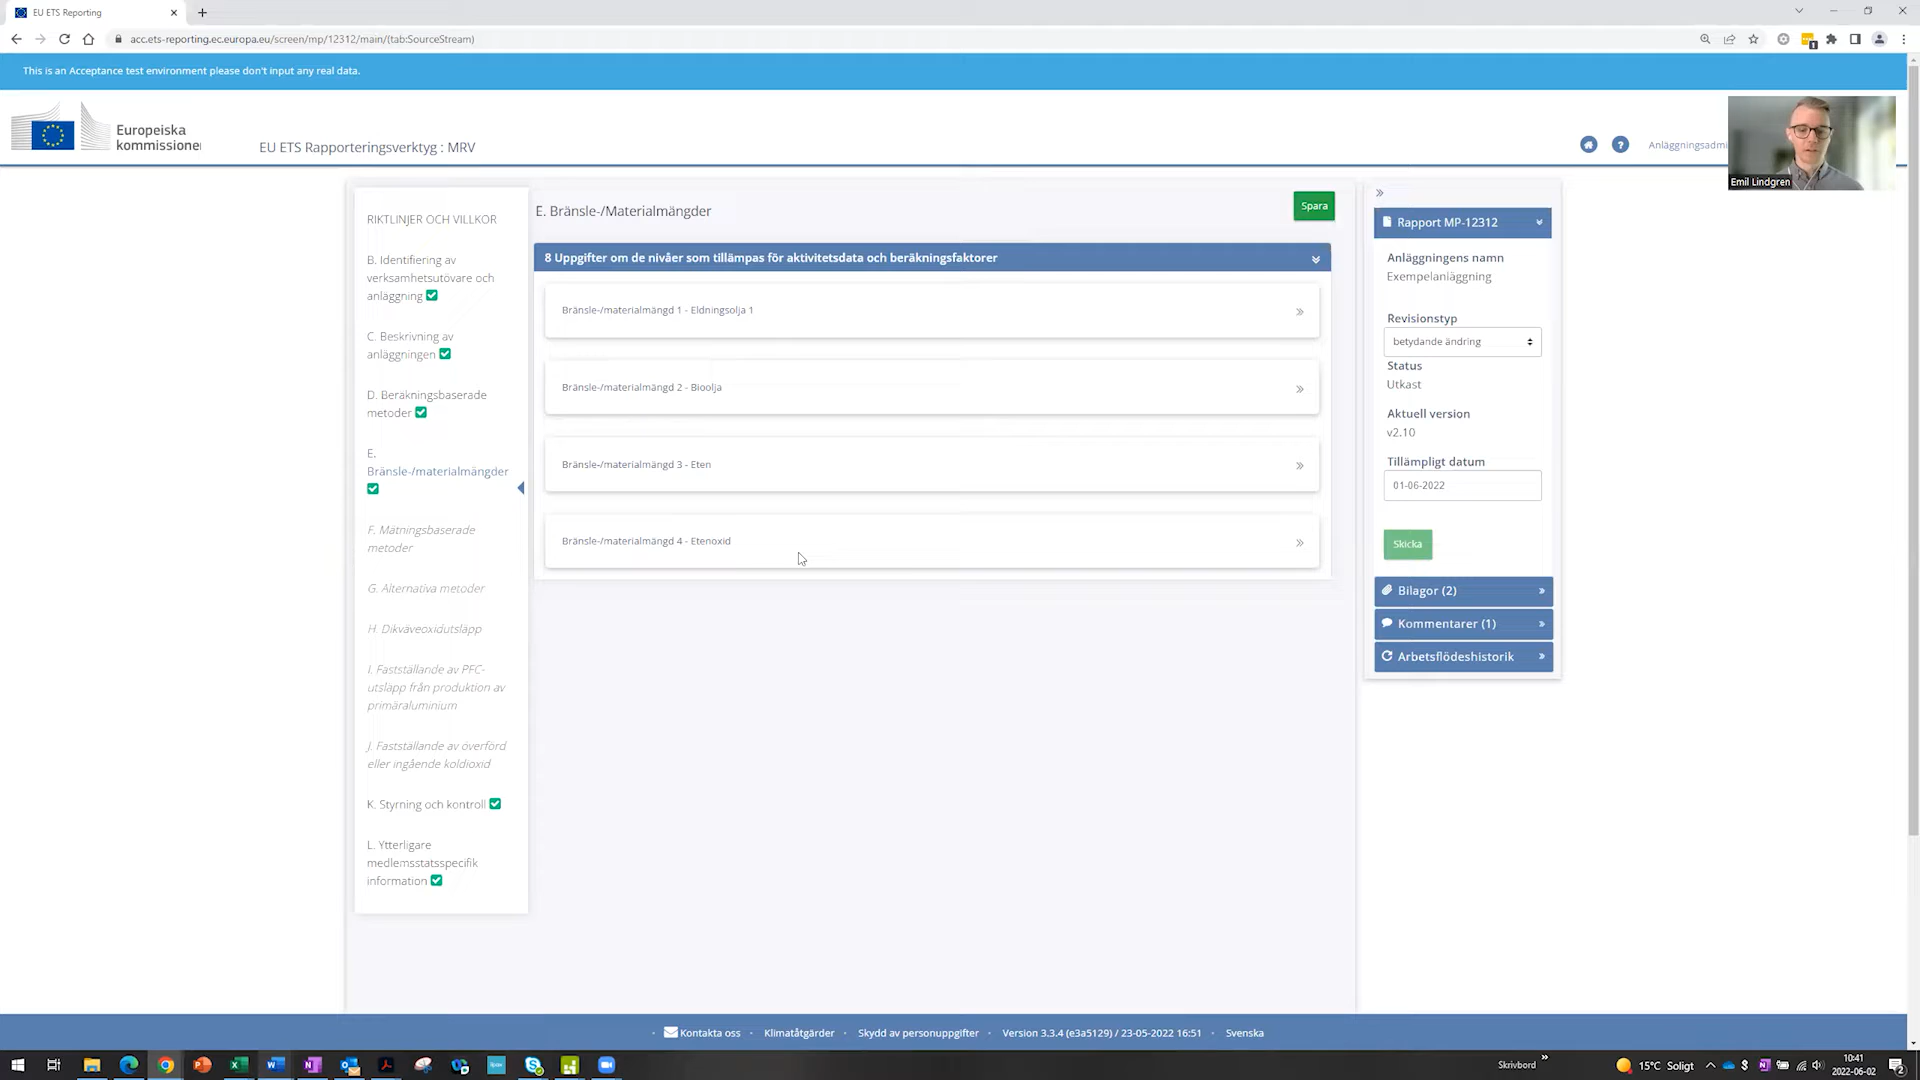 EU ETS Reporting
acc.ets-reporting.ec.europa.eu/screen/mp/12312/main/(tab:SourceStream)
This is an Acceptance test environment please don't input any real data.
Europeiska
kommissionen
EU ETS Rapporteringsverktyg : MRV
Anläggningsadmi
Emil Lindgren
RIKTLINJER OCH VILLKOR
B. Identifiering av
verksamhetsutövare och
anläggning
C. Beskrivning av
anläggningen
D. Beräkningsbaserade
metoder
E.
Bränsle-/materialmängder
F. Mätningsbaserade
metoder
G. Alternativa metoder
H. Dikväveoxidutsläpp
I. Fastställande av PFC-
utsläpp från produktion av
primäraluminium
J. Fastställande av överförd
eller ingående koldioxid
K. Styrning och kontroll
L. Ytterligare
medlemsstatsspecifik
information
E. Bränsle-/Materialmängder
Spara
8 Uppgifter om de nivåer som tillämpas för aktivitetsdata och beräkningsfaktorer
Bränsle-/materialmängd 1 - Eldningsolja 1
Bränsle-/materialmängd 2 - Bioolja
Bränsle-/materialmängd 3 - Eten
Bränsle-/materialmängd 4 - Etenoxid
Rapport MP-12312
Anläggningens namn
Exempelanläggning
Revisionstyp
betydande ändring
Status
Utkast
Aktuell version
v2.10
Tillämpligt datum
01-06-2022
Skicka
Bilagor (2)
Kommentarer (1)
Arbetsflödeshistorik
Kontakta oss · Klimatåtgärder · Skydd av personuppgifter · Version 3.3.4 (e3a5129) / 23-05-2022 16:51 · Svenska
Skrivbord
15°C Soligt
10:41
2022-06-02